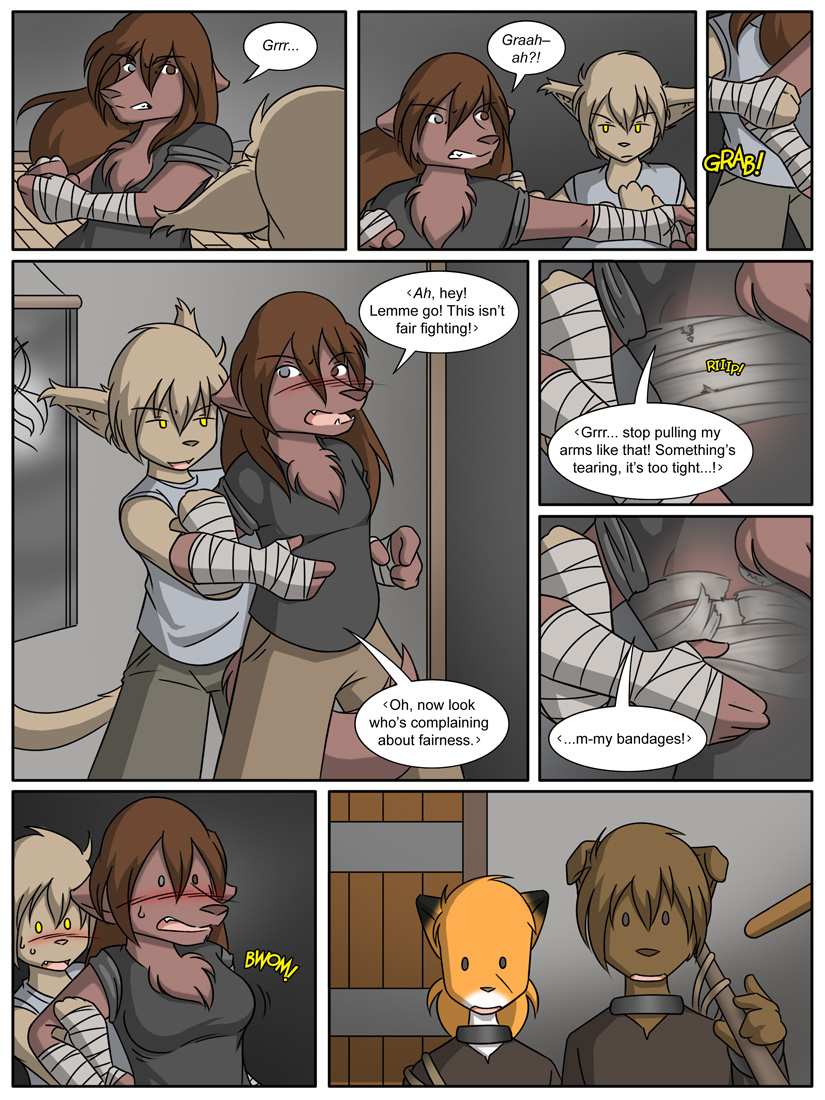 Grrr...
Graah–
ah?!
GRAB!
‹Ah, hey!
Lemme go! This isn't
fair fighting!›
‹Oh, now look
who's complaining
about fairness.›
RIIIP!
‹Grrr... stop pulling my
arms like that! Something's
tearing, it's too tight...!›
‹...m-my bandages!›
BWOM!